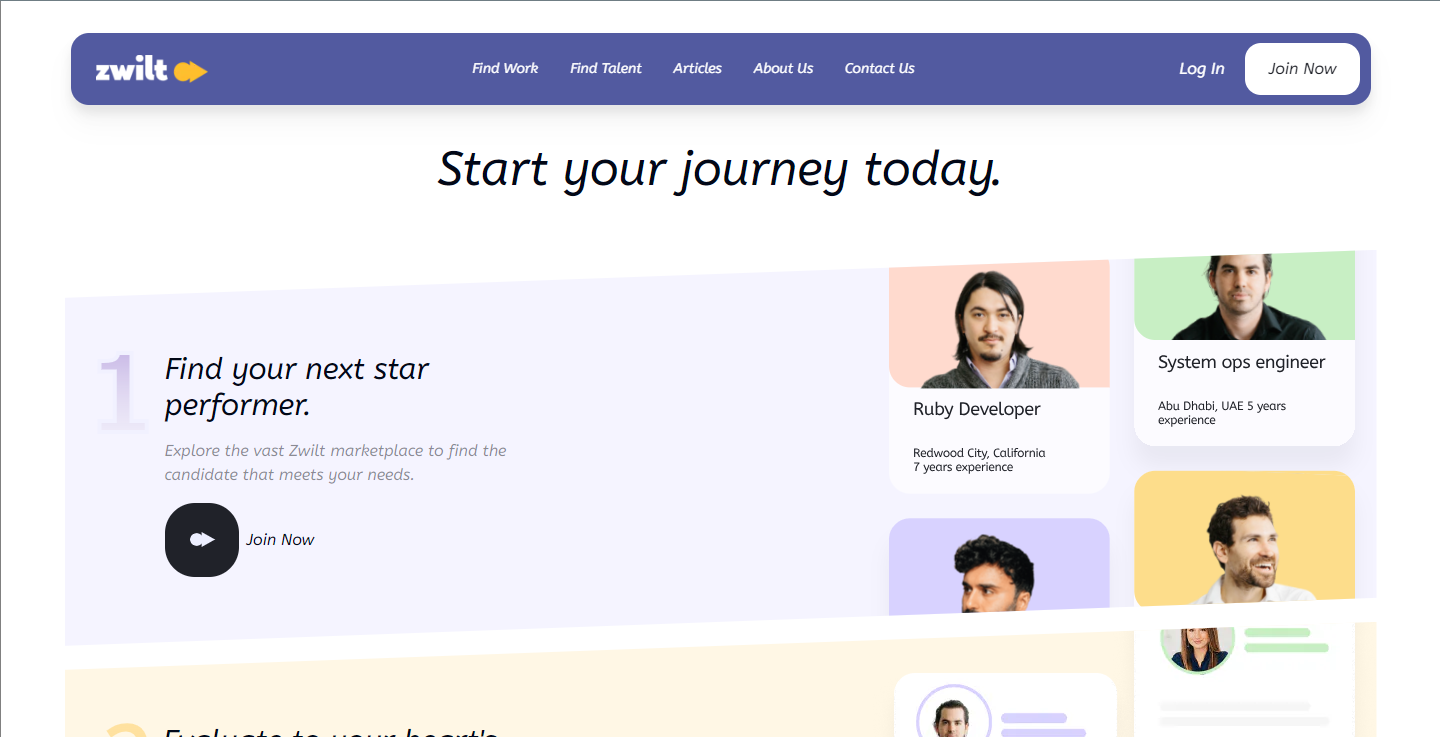 zwilt
Find Work
Find Talent
Articles
About Us
Contact Us
Log In
Join Now
Start your journey today.
1
Find your next star
performer.
Explore the vast Zwilt marketplace to find the
candidate that meets your needs.
Join Now
Ruby Developer
Redwood City, California
7 years experience
System ops engineer
Abu Dhabi, UAE 5 years
experience
2
Evaluate to your heart's